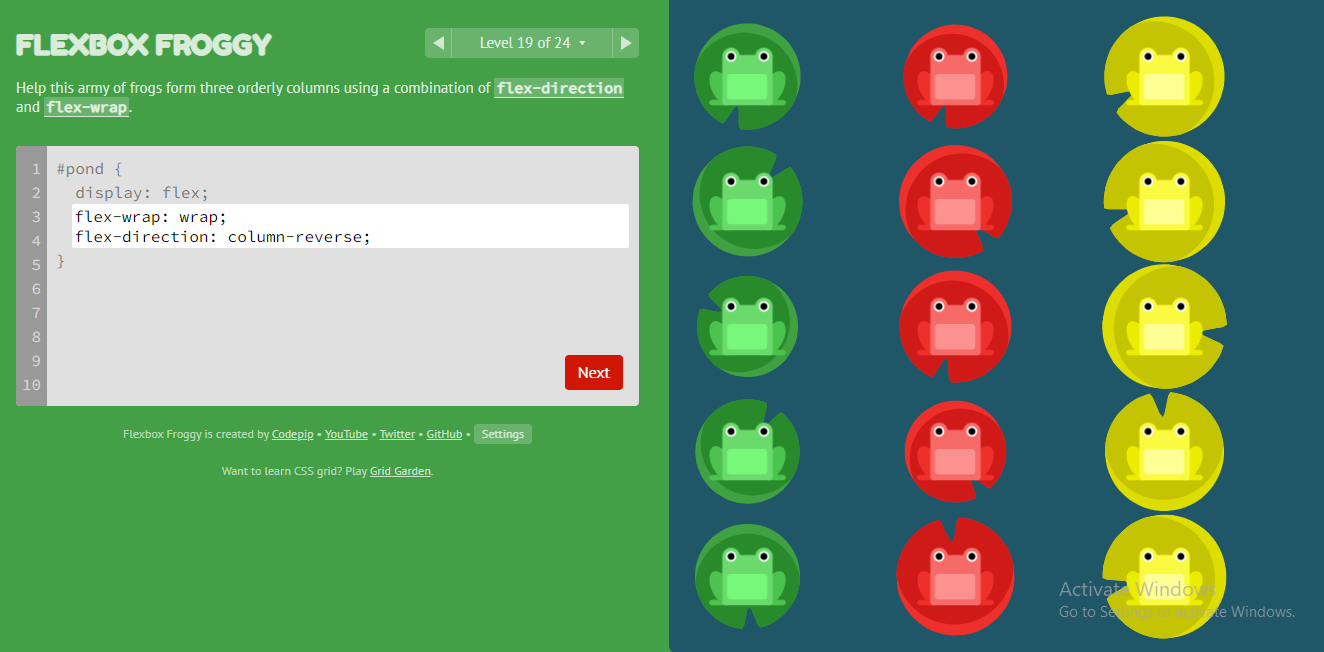 FLEXBOX FROGGY
Level 19 of 24
Help this army of frogs form three orderly columns using a combination of flex-direction
and flex-wrap.
1 #pond {
2 display: flex;
3 flex-wrap: wrap;
4 flex-direction: column-reverse;
5 }
6
7
8
9
10
Next
Flexbox Froggy is created by Codepip • YouTube • Twitter • GitHub • Settings
Want to learn CSS grid? Play Grid Garden.
Activate Windows
Go to Settings to activate Windows.